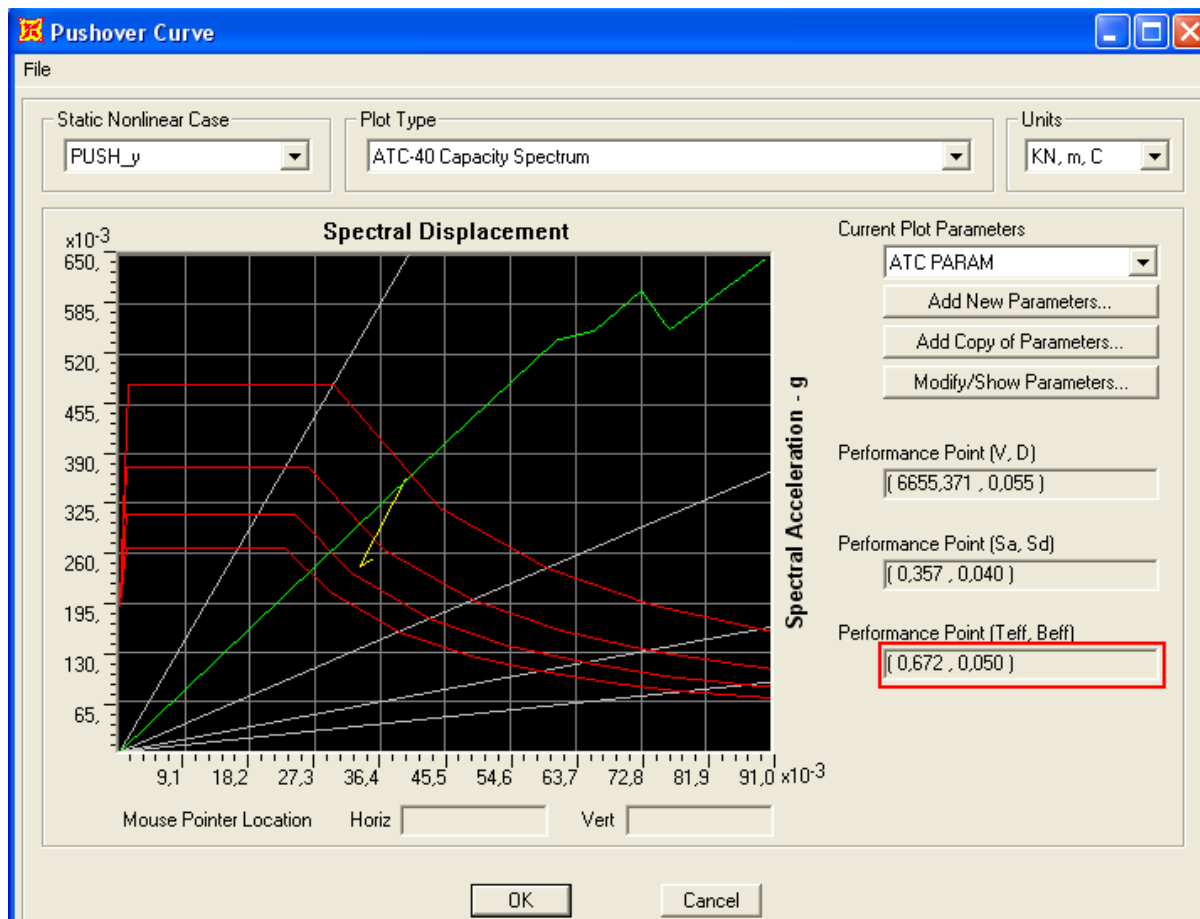 Pushover Curve
File
Static Nonlinear Case
PUSH_y
Plot Type
ATC-40 Capacity Spectrum
Units
KN, m, C
Spectral Displacement
x10-3
650,
585,
520,
455,
390,
325,
260,
195,
130,
65,
9,1 18,2 27,3 36,4 45,5 54,6 63,7 72,8 81,9 91,0 x10-3
Spectral Acceleration - g
Mouse Pointer Location Horiz Vert
Current Plot Parameters
ATC PARAM
Add New Parameters...
Add Copy of Parameters...
Modify/Show Parameters...
Performance Point (V, D)
( 6655,371 , 0,055 )
Performance Point (Sa, Sd)
( 0,357 , 0,040 )
Performance Point (Teff, Beff)
( 0,672 , 0,050 )
OK Cancel